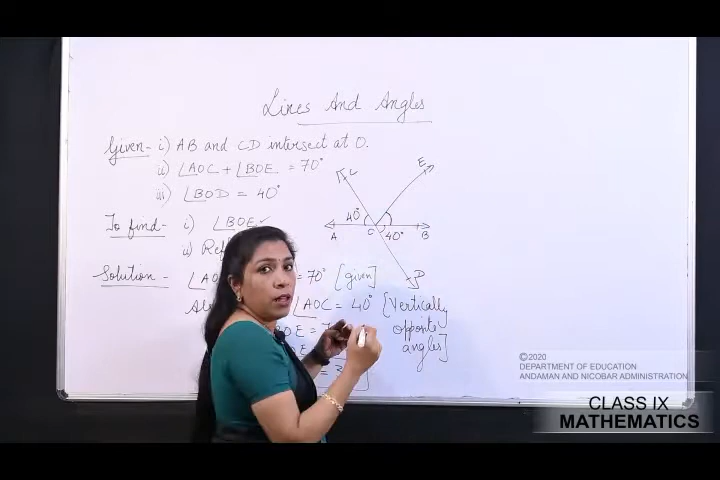 Lines And Angles
Given- i) AB and CD intersect at O.
ii) ∠AOC + ∠BOE = 70°
iii) ∠BOD = 40°
To find- i) ∠BOE ✓
ii)
Solution-
= 70° [given]
∠AOC = 40° [Vertically
opposite
angles]
C
E
40°
A
O
40°
B
D
©2020
DEPARTMENT OF EDUCATION
ANDAMAN AND NICOBAR ADMINISTRATION
CLASS IX
MATHEMATICS